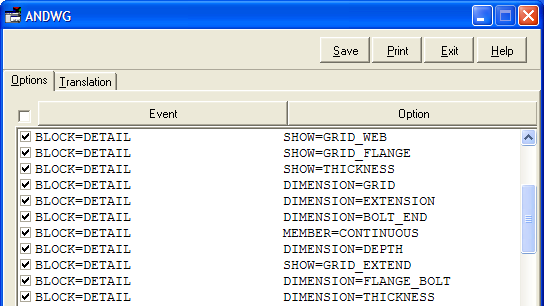 ANDWG
Save Print Exit Help
Options Translation
Event Option
BLOCK=DETAIL SHOW=GRID_WEB
BLOCK=DETAIL SHOW=GRID_FLANGE
BLOCK=DETAIL SHOW=THICKNESS
BLOCK=DETAIL DIMENSION=GRID
BLOCK=DETAIL DIMENSION=EXTENSION
BLOCK=DETAIL DIMENSION=BOLT_END
BLOCK=DETAIL MEMBER=CONTINUOUS
BLOCK=DETAIL DIMENSION=DEPTH
BLOCK=DETAIL SHOW=GRID_EXTEND
BLOCK=DETAIL DIMENSION=FLANGE_BOLT
BLOCK=DETAIL DIMENSION=THICKNESS